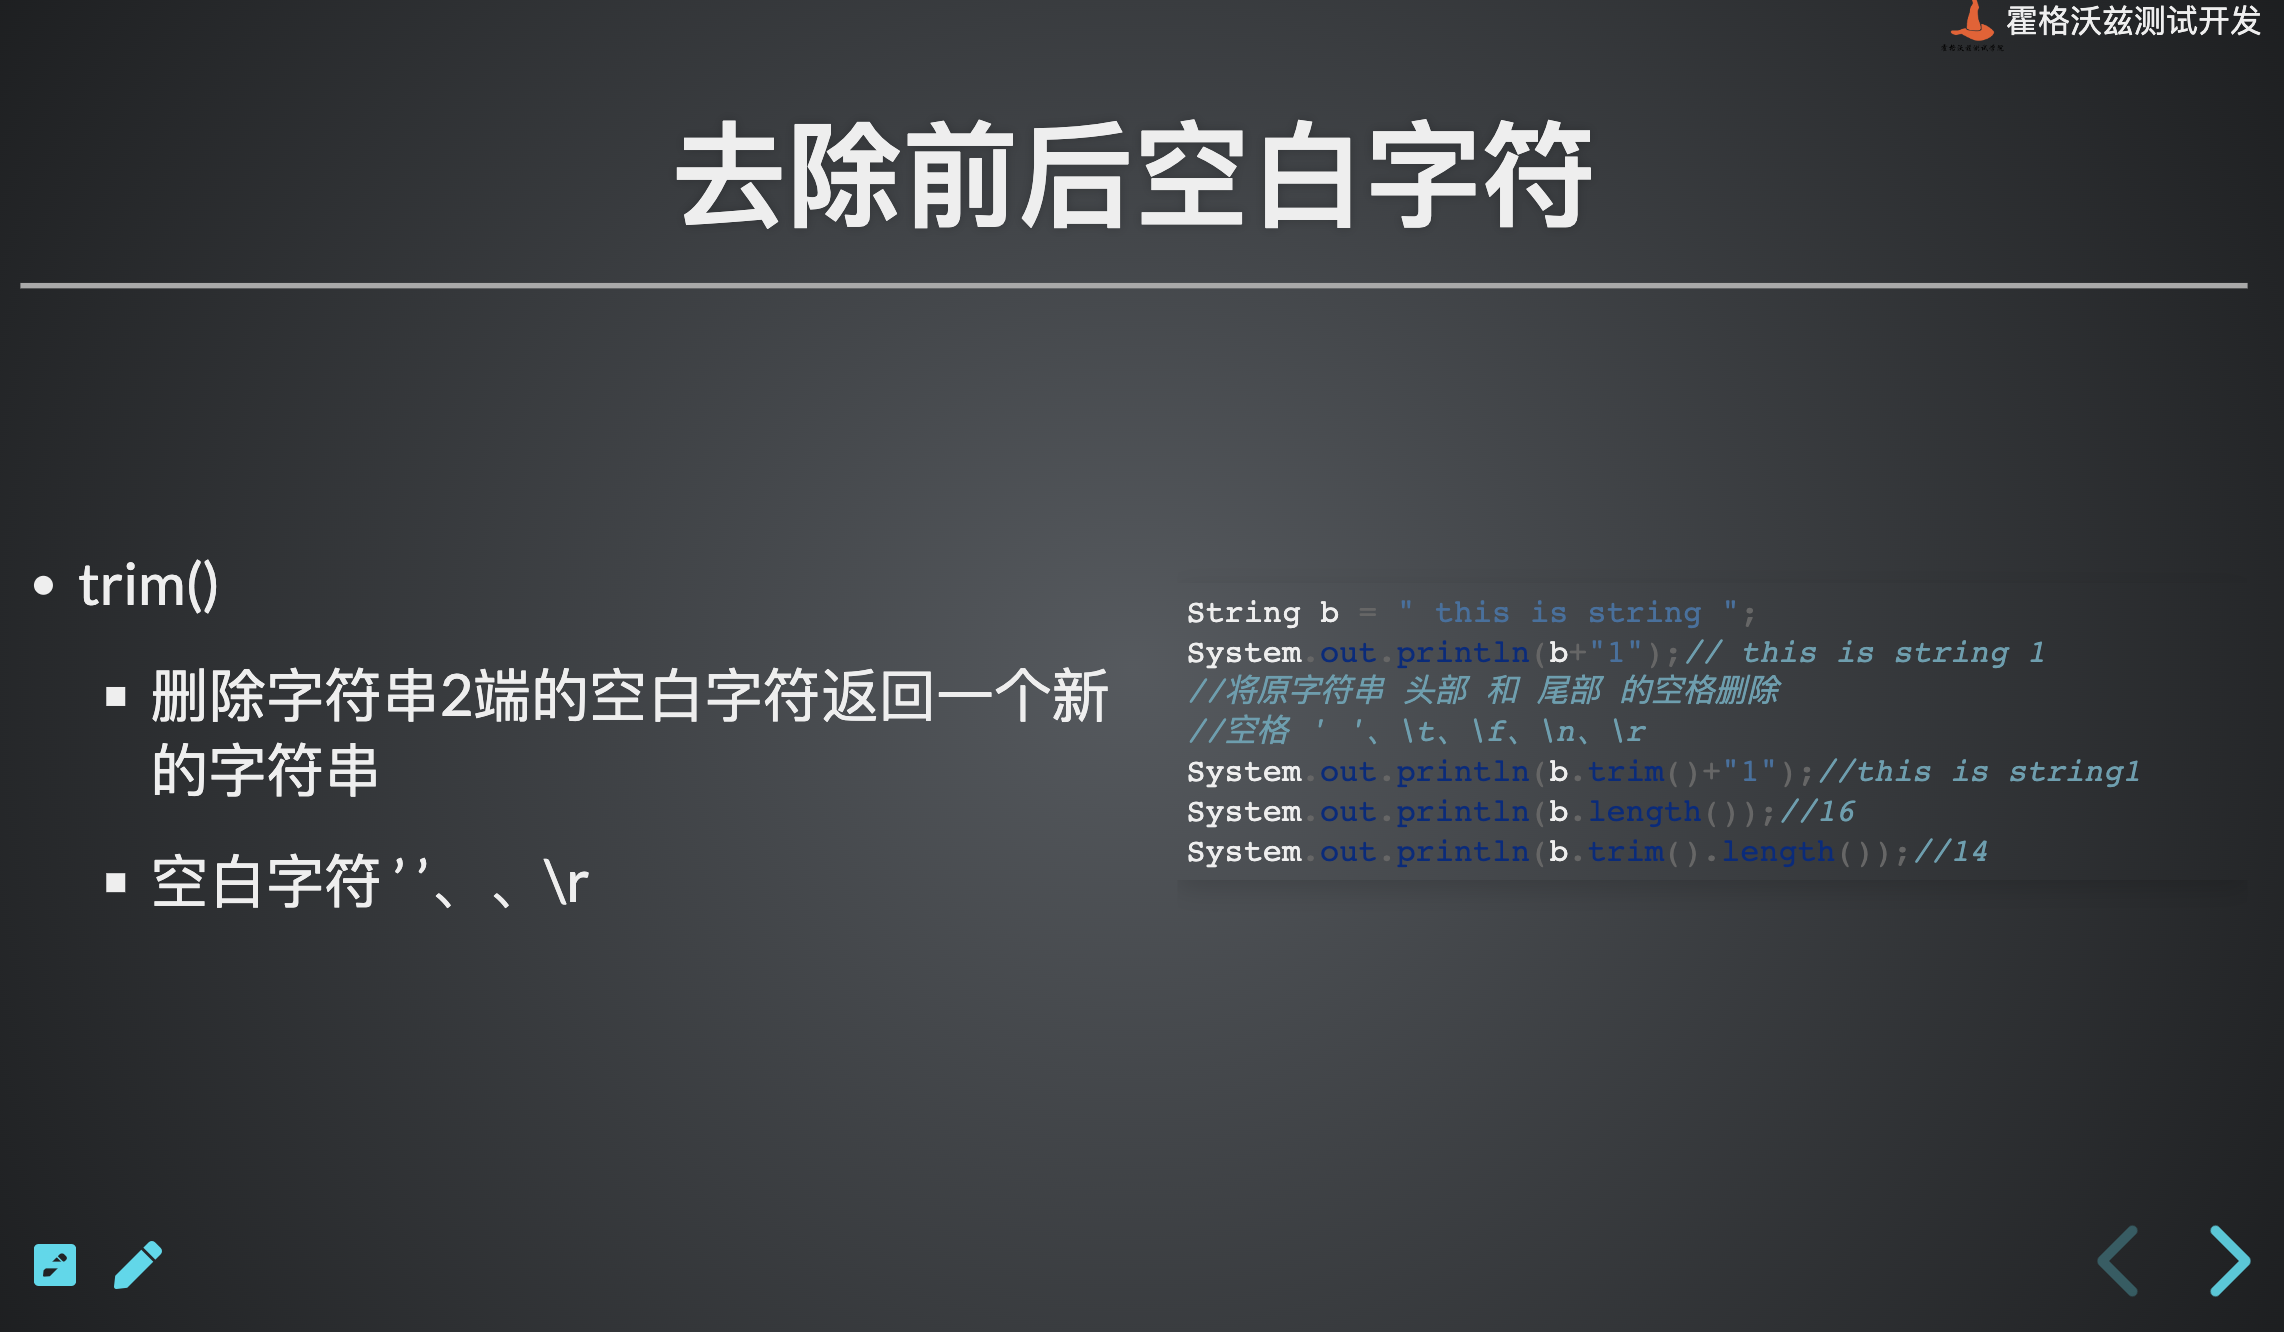 霍格沃兹测试开发
去除前后空白字符
• trim()
▪ 删除字符串2端的空白字符返回一个新
的字符串
▪ 空白字符 ’ ’、 、\r
String b = " this is string ";
System.out.println(b+"1");// this is string 1
//将原字符串 头部 和 尾部 的空格删除
//空格 ' '、\t、\f、\n、\r
System.out.println(b.trim()+"1");//this is string1
System.out.println(b.length());//16
System.out.println(b.trim().length());//14